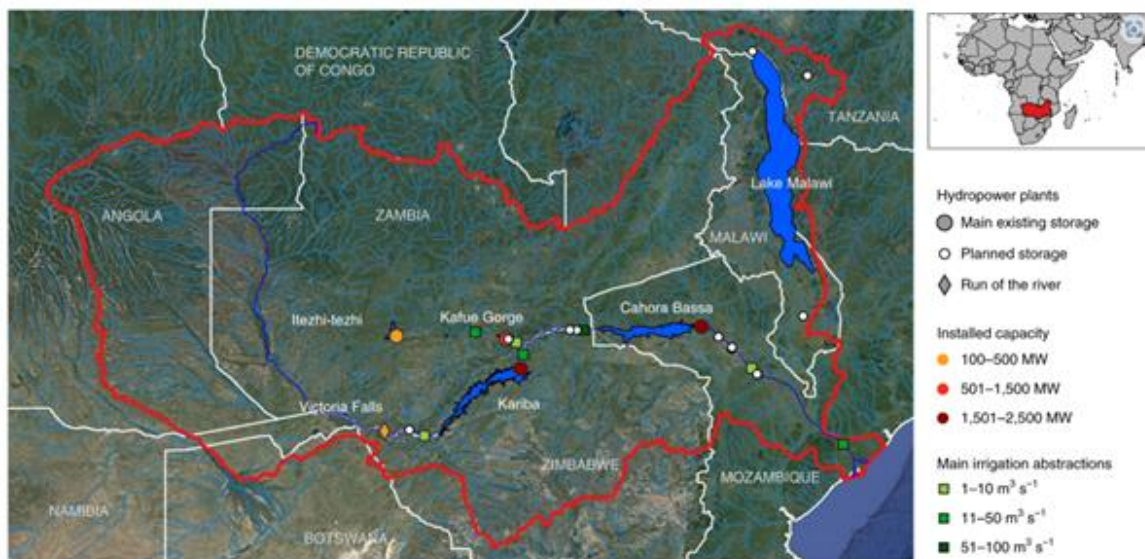 DEMOCRATIC REPUBLIC
OF CONGO
TANZANIA
ANGOLA
ZAMBIA
Lake Malawi
MALAWI
Itezhi-tezhi
Kafue Gorge
Cahora Bassa
Victoria Falls
Kariba
ZIMBABWE
MOZAMBIQUE
NAMIBIA
BOTSWANA
Hydropower plants
Main existing storage
Planned storage
Run of the river
Installed capacity
100–500 MW
501–1,500 MW
1,501–2,500 MW
Main irrigation abstractions
1–10 m³ s⁻¹
11–50 m³ s⁻¹
51–100 m³ s⁻¹